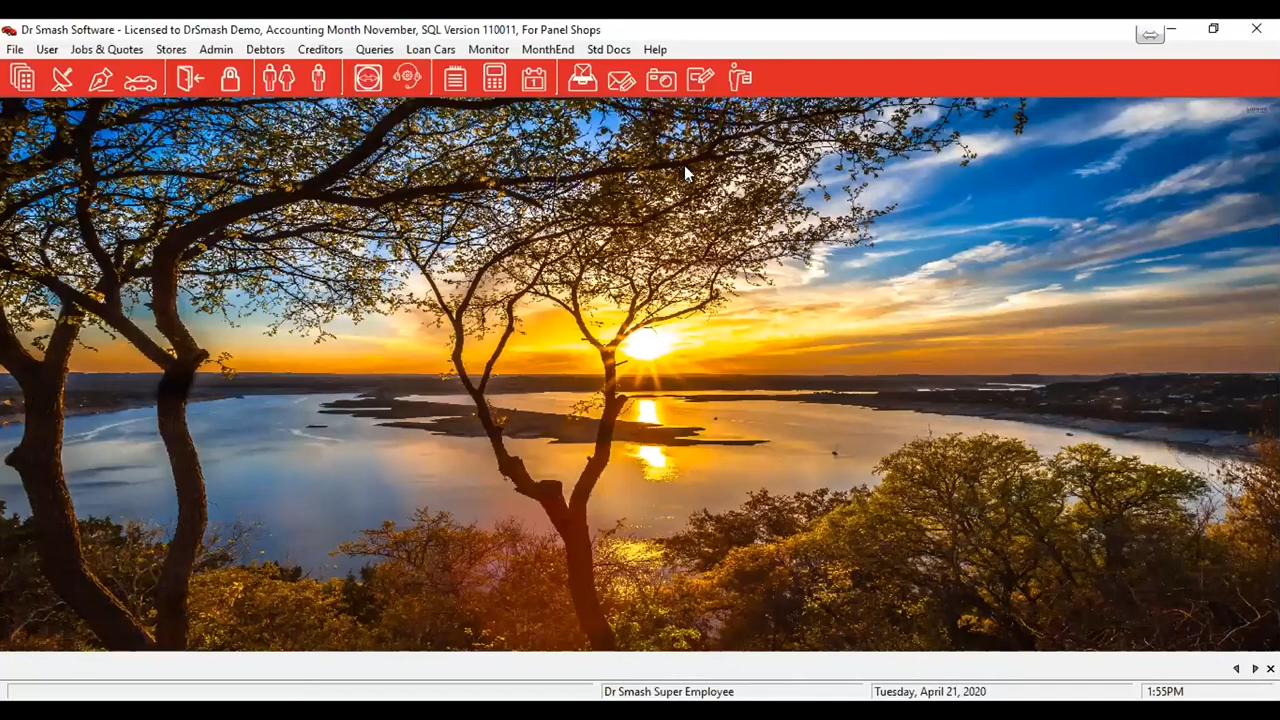 Dr Smash Software - Licensed to DrSmash Demo, Accounting Month November, SQL Version 110011, For Panel Shops
File User Jobs & Quotes Stores Admin Debtors Creditors Queries Loan Cars Monitor MonthEnd Std Docs Help
Dr Smash Super Employee Tuesday, April 21, 2020 1:55PM